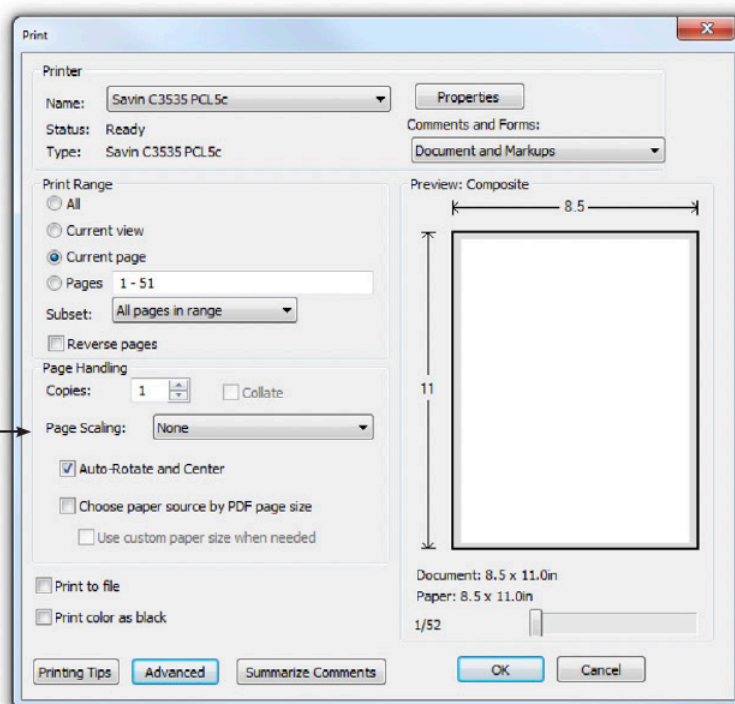 Print
Printer
Name: Savin C3535 PCL5c
Properties
Status: Ready
Comments and Forms:
Type: Savin C3535 PCL5c
Document and Markups
Print Range
All
Current view
Current page
Pages 1 - 51
Subset: All pages in range
Reverse pages
Page Handling
Copies: 1 Collate
Page Scaling: None
Auto-Rotate and Center
Choose paper source by PDF page size
Use custom paper size when needed
Print to file
Print color as black
Preview: Composite
8.5
11
Document: 8.5 x 11.0in
Paper: 8.5 x 11.0in
1/52
Printing Tips Advanced Summarize Comments OK Cancel